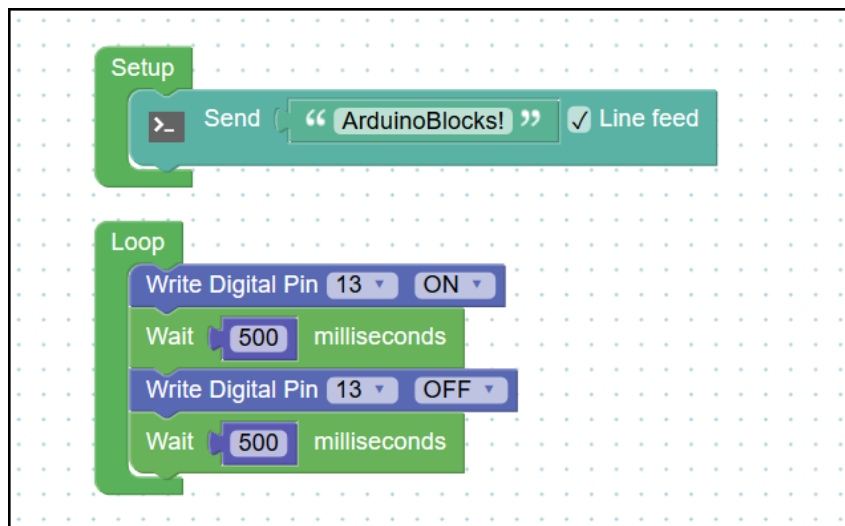 Setup
>_ Send “ ArduinoBlocks! ” ✓ Line feed
Loop
Write Digital Pin 13 ON
Wait 500 milliseconds
Write Digital Pin 13 OFF
Wait 500 milliseconds